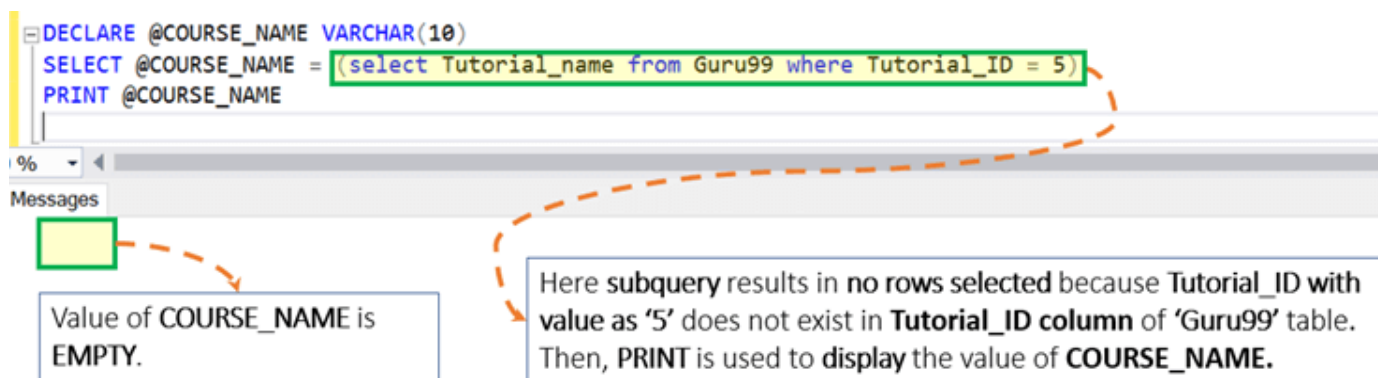 DECLARE @COURSE_NAME VARCHAR(10)
SELECT @COURSE_NAME = (select Tutorial_name from Guru99 where Tutorial_ID = 5)
PRINT @COURSE_NAME
%
Messages
Value of COURSE_NAME is
EMPTY.
Here subquery results in no rows selected because Tutorial_ID with
value as ‘5’ does not exist in Tutorial_ID column of ‘Guru99’ table.
Then, PRINT is used to display the value of COURSE_NAME.